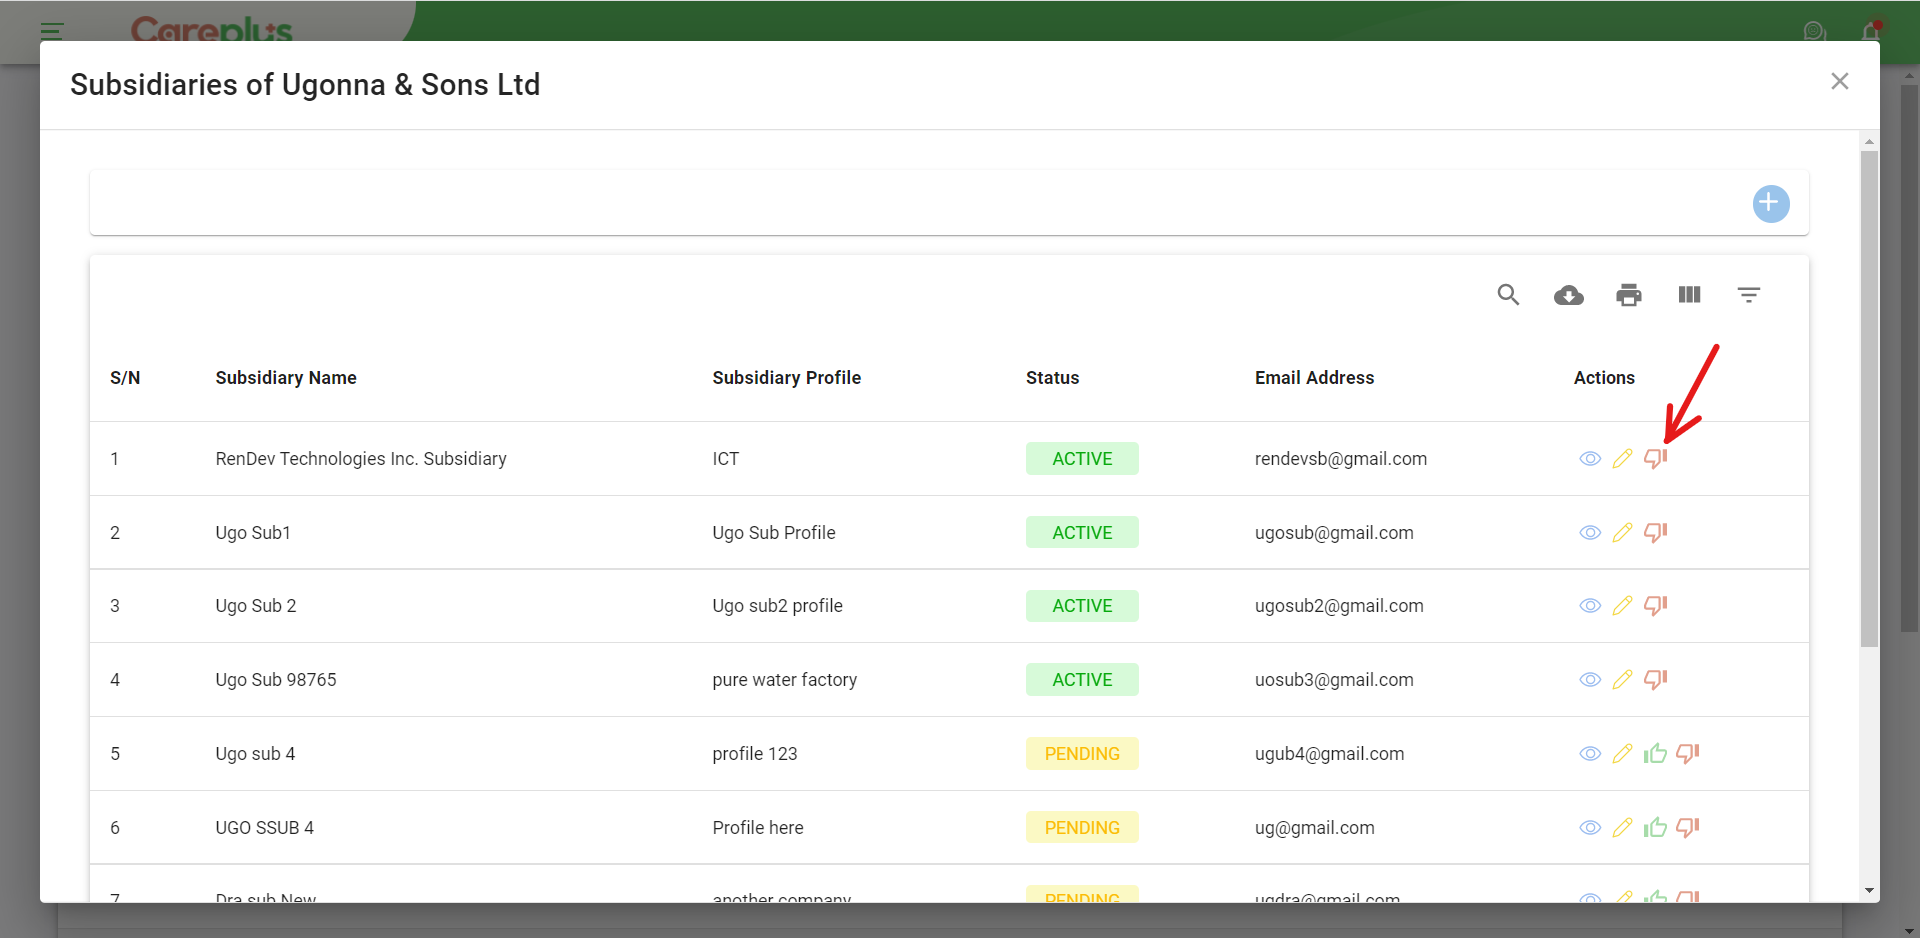 Careplus
Subsidiaries of Ugonna & Sons Ltd
S/N Subsidiary Name Subsidiary Profile Status Email Address Actions
1 RenDev Technologies Inc. Subsidiary ICT ACTIVE rendevsb@gmail.com
2 Ugo Sub1 Ugo Sub Profile ACTIVE ugosub@gmail.com
3 Ugo Sub 2 Ugo sub2 profile ACTIVE ugosub2@gmail.com
4 Ugo Sub 98765 pure water factory ACTIVE uosub3@gmail.com
5 Ugo sub 4 profile 123 PENDING ugub4@gmail.com
6 UGO SSUB 4 Profile here PENDING ug@gmail.com
7 Dra sub New another company PENDING ugdra@gmail.com